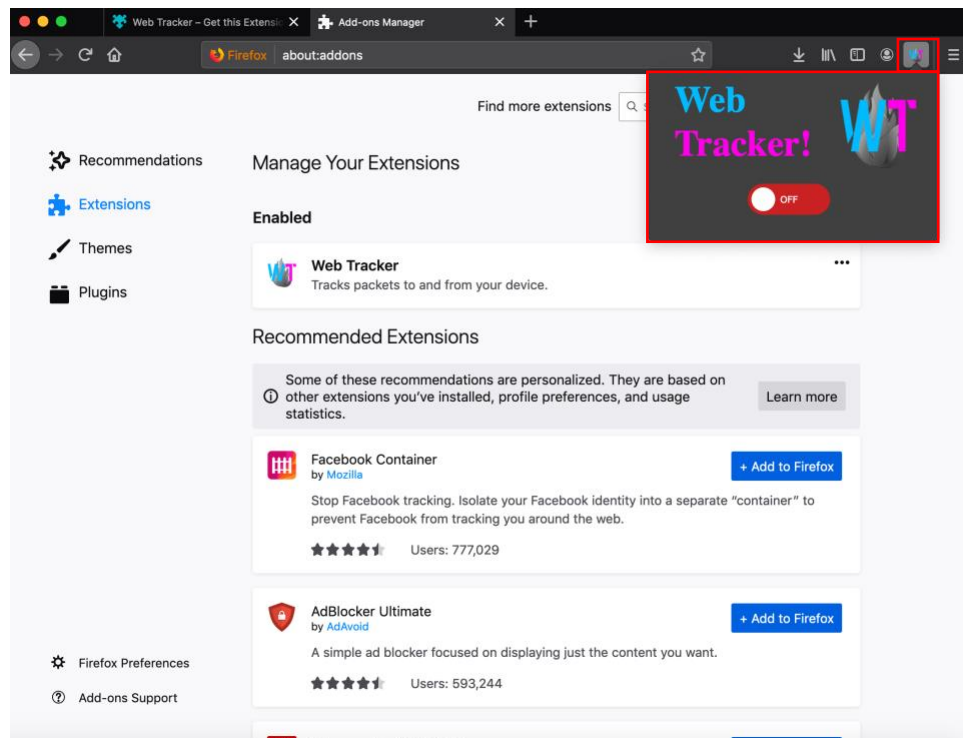 Web Tracker – Get this Extensic
Add-ons Manager
Firefox about:addons
Find more extensions
Web
Tracker!
WT
OFF
Recommendations
Extensions
Themes
Plugins
Firefox Preferences
Add-ons Support
Manage Your Extensions
Enabled
WT
Web Tracker
Tracks packets to and from your device.
Recommended Extensions
Some of these recommendations are personalized. They are based on
other extensions you've installed, profile preferences, and usage
statistics.
Learn more
Facebook Container
by Mozilla
+ Add to Firefox
Stop Facebook tracking. Isolate your Facebook identity into a separate “container” to
prevent Facebook from tracking you around the web.
Users: 777,029
AdBlocker Ultimate
by AdAvoid
+ Add to Firefox
A simple ad blocker focused on displaying just the content you want.
Users: 593,244